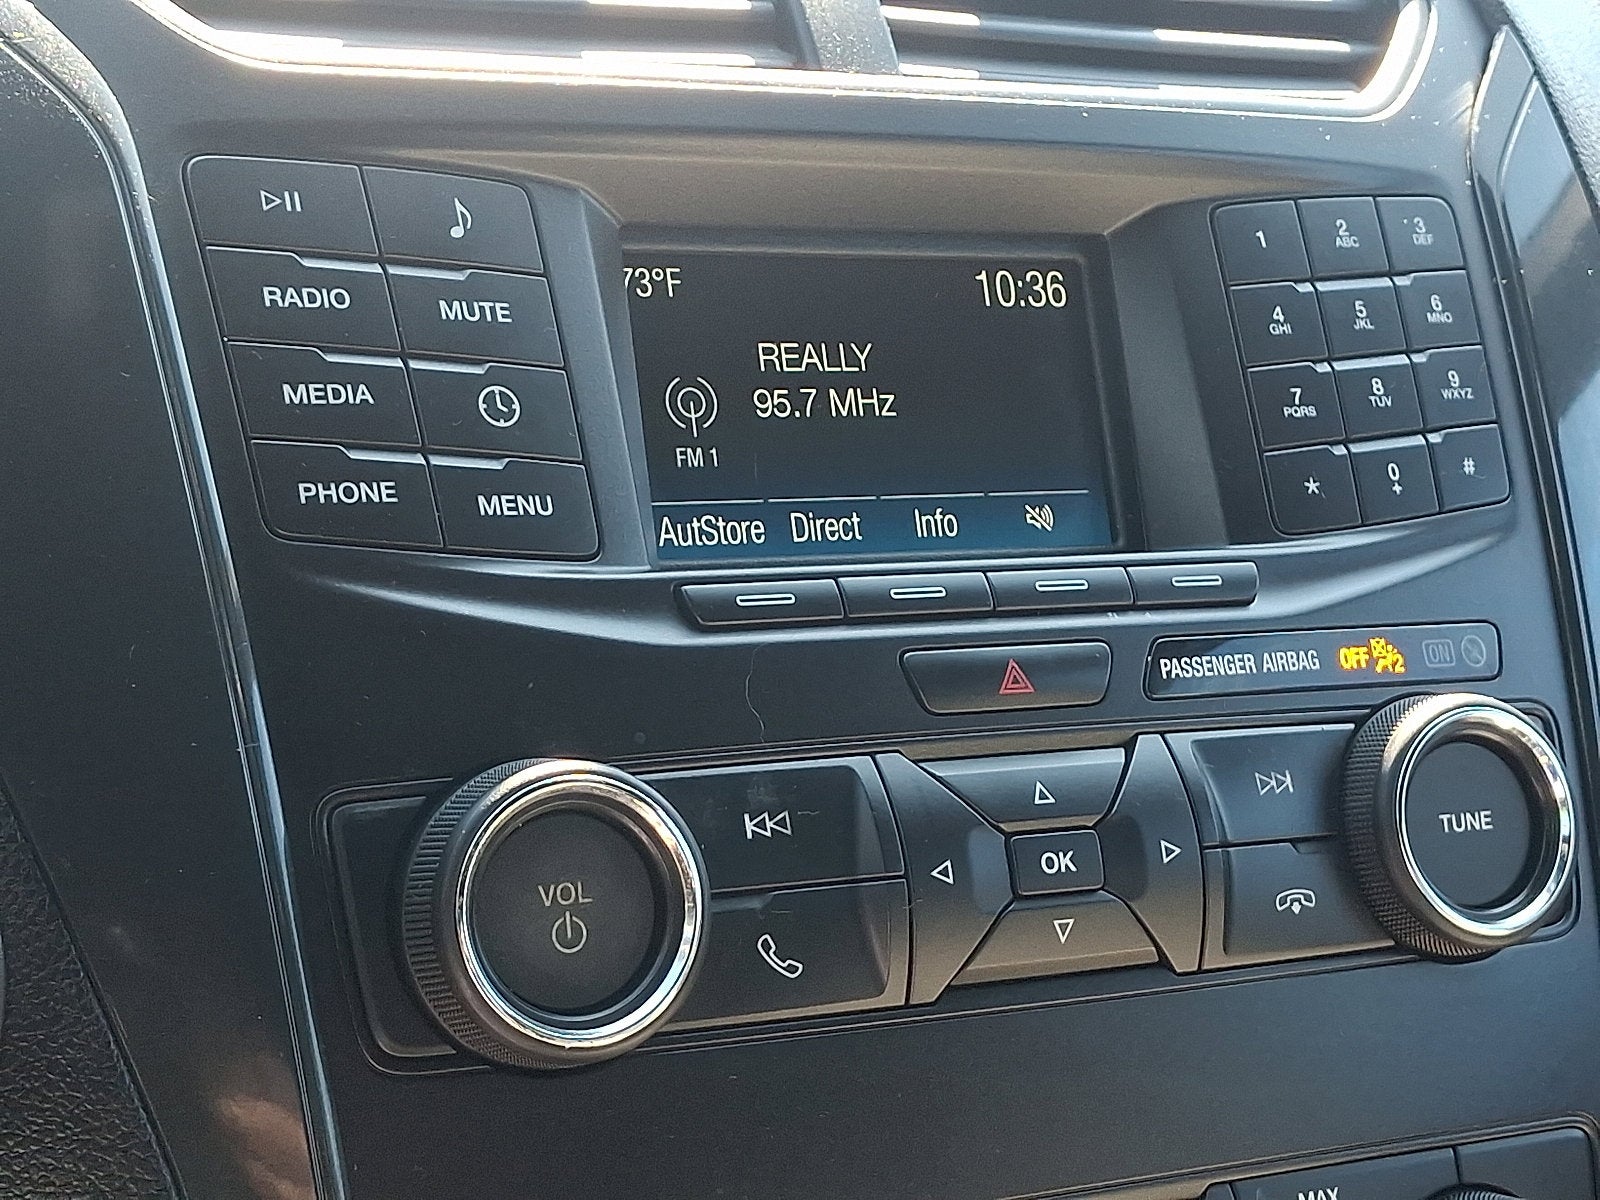 73°F
10:36
REALLY
95.7 MHz
FM 1
AutStore Direct Info
RADIO
MUTE
MEDIA
PHONE
MENU
1
2 ABC
3 DEF
4 GHI
5 JKL
6 MNO
7 PQRS
8 TUV
9 WXYZ
*
0 +
#
PASSENGER AIRBAG OFF 2 ON
VOL
OK
TUNE
MAX